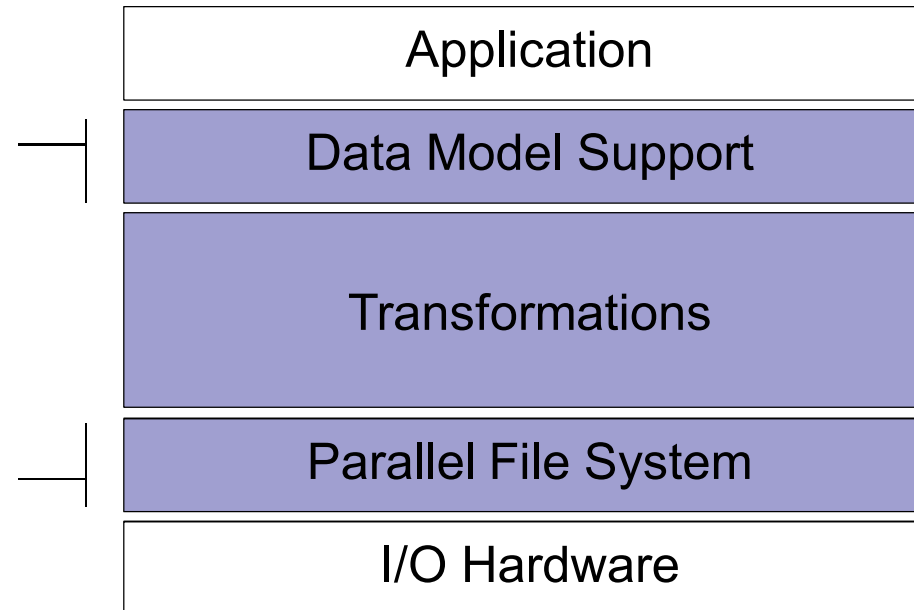 Application
Data Model Support
Transformations
Parallel File System
I/O Hardware